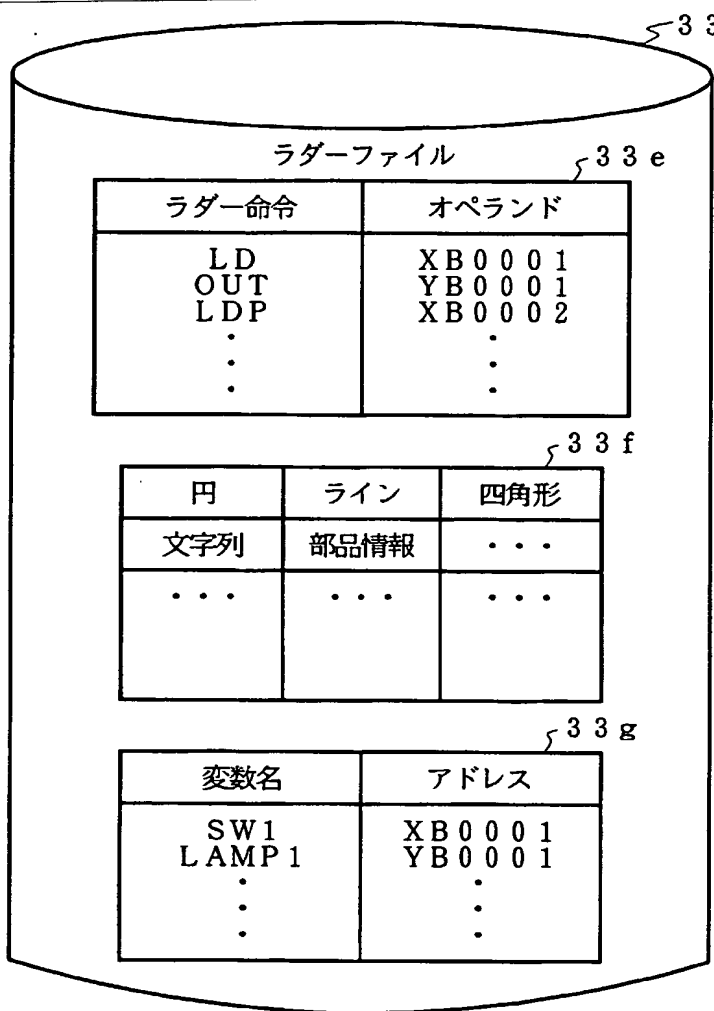 33
ラダーファイル
33e
ラダー命令 オペランド
LD XB0001
OUT YB0001
LDP XB0002
・ ・
・ ・
・ ・
33f
円 ライン 四角形
文字列 部品情報 ・・・
・・・ ・・・ ・・・
33g
変数名 アドレス
SW1 XB0001
LAMP1 YB0001
・ ・
・ ・
・ ・